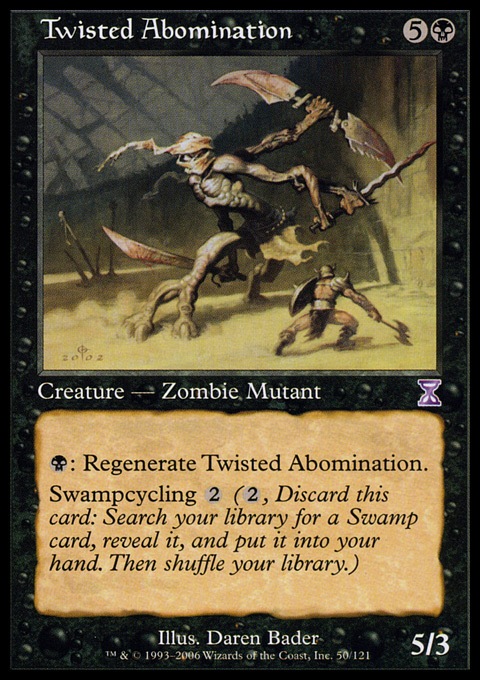 Twisted Abomination 5
2002
Creature — Zombie Mutant
: Regenerate Twisted Abomination.
Swampcycling 2 (2, Discard this
card: Search your library for a Swamp
card, reveal it, and put it into your
hand. Then shuffle your library.)
Illus. Daren Bader
™ & © 1993–2006 Wizards of the Coast, Inc. 50/121
5/3